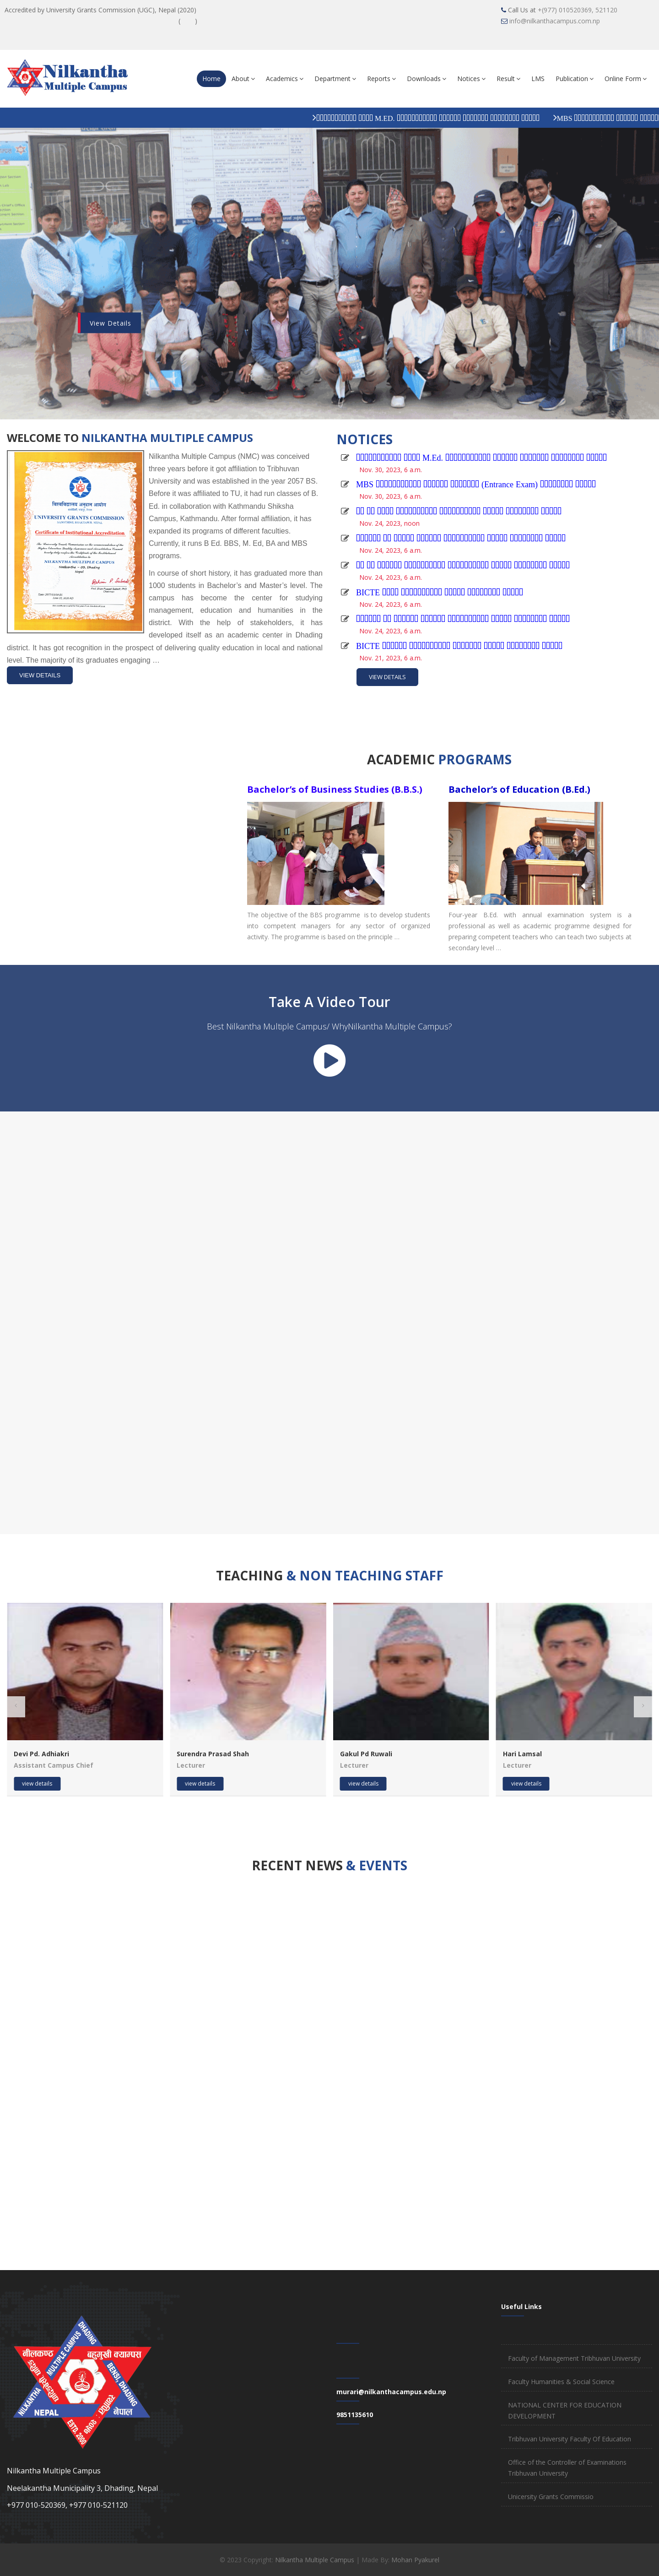 Accredited by University Grants Commission (UGC), Nepal (2020)
Call Us at +(977) 010520369, 521120
info@nilkanthacampus.com.np
Nilkantha
Multiple Campus
Home About Academics Department Reports Downloads Notices Result LMS Publication Online Form
M.ED.
MBS
View Details
WELCOME TO NILKANTHA MULTIPLE CAMPUS
UNIVERSITY GRANTS COMMISSION
Certificate of Institutional Accreditation
Nilkantha Multiple Campus (NMC) was conceived
three years before it got affiliation to Tribhuvan
University and was established in the year 2057 BS.
Before it was affiliated to TU, it had run classes of B.
Ed. in collaboration with Kathmandu Shiksha
Campus, Kathmandu. After formal affiliation, it has
expanded its programs of different faculties.
Currently, it runs B Ed. BBS, M. Ed, BA and MBS
programs.
In course of short history, it has graduated more than
1000 students in Bachelor's and Master's level. The
campus has become the center for studying
management, education and humanities in the
district. With the help of stakeholders, it has
developed itself as an academic center in Dhading
district. It has got recognition in the prospect of delivering quality education in local and national
level. The majority of its graduates engaging …
VIEW DETAILS
NOTICES
M.Ed.
Nov. 30, 2023, 6 a.m.
MBS (Entrance Exam)
Nov. 30, 2023, 6 a.m.
Nov. 24, 2023, noon
Nov. 24, 2023, 6 a.m.
Nov. 24, 2023, 6 a.m.
BICTE
Nov. 24, 2023, 6 a.m.
Nov. 24, 2023, 6 a.m.
BICTE
Nov. 21, 2023, 6 a.m.
VIEW DETAILS
ACADEMIC PROGRAMS
Bachelor's of Business Studies (B.B.S.)
The objective of the BBS programme is to develop students
into competent managers for any sector of organized
activity. The programme is based on the principle …
Bachelor's of Education (B.Ed.)
Four-year B.Ed. with annual examination system is a
professional as well as academic programme designed for
preparing competent teachers who can teach two subjects at
secondary level …
Take A Video Tour
Best Nilkantha Multiple Campus/ WhyNilkantha Multiple Campus?
TEACHING & NON TEACHING STAFF
Devi Pd. Adhiakri
Assistant Campus Chief
view details
Surendra Prasad Shah
Lecturer
view details
Gakul Pd Ruwali
Lecturer
view details
Hari Lamsal
Lecturer
view details
RECENT NEWS & EVENTS
नीलकण्ठ बहुमुखी क्याम्पस
NILKANTHA MULTIPLE CAMPUS DHADING
NEPAL नेपाल
Nilkantha Multiple Campus
Neelakantha Municipality 3, Dhading, Nepal
+977 010-520369, +977 010-521120
murari@nilkanthacampus.edu.np
9851135610
Useful Links
Faculty of Management Tribhuvan University
Faculty Humanities & Social Science
NATIONAL CENTER FOR EDUCATION
DEVELOPMENT
Tribhuvan University Faculty Of Education
Office of the Controller of Examinations
Tribhuvan University
Unicersity Grants Commissio
© 2023 Copyright: Nilkantha Multiple Campus | Made By: Mohan Pyakurel